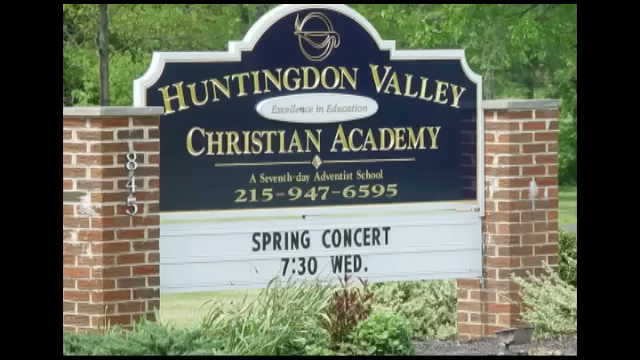 HUNTINGDON VALLEY
Excellence in Education
CHRISTIAN ACADEMY
A Seventh-day Adventist School
215-947-6595
845
SPRING CONCERT
7:30 WED.